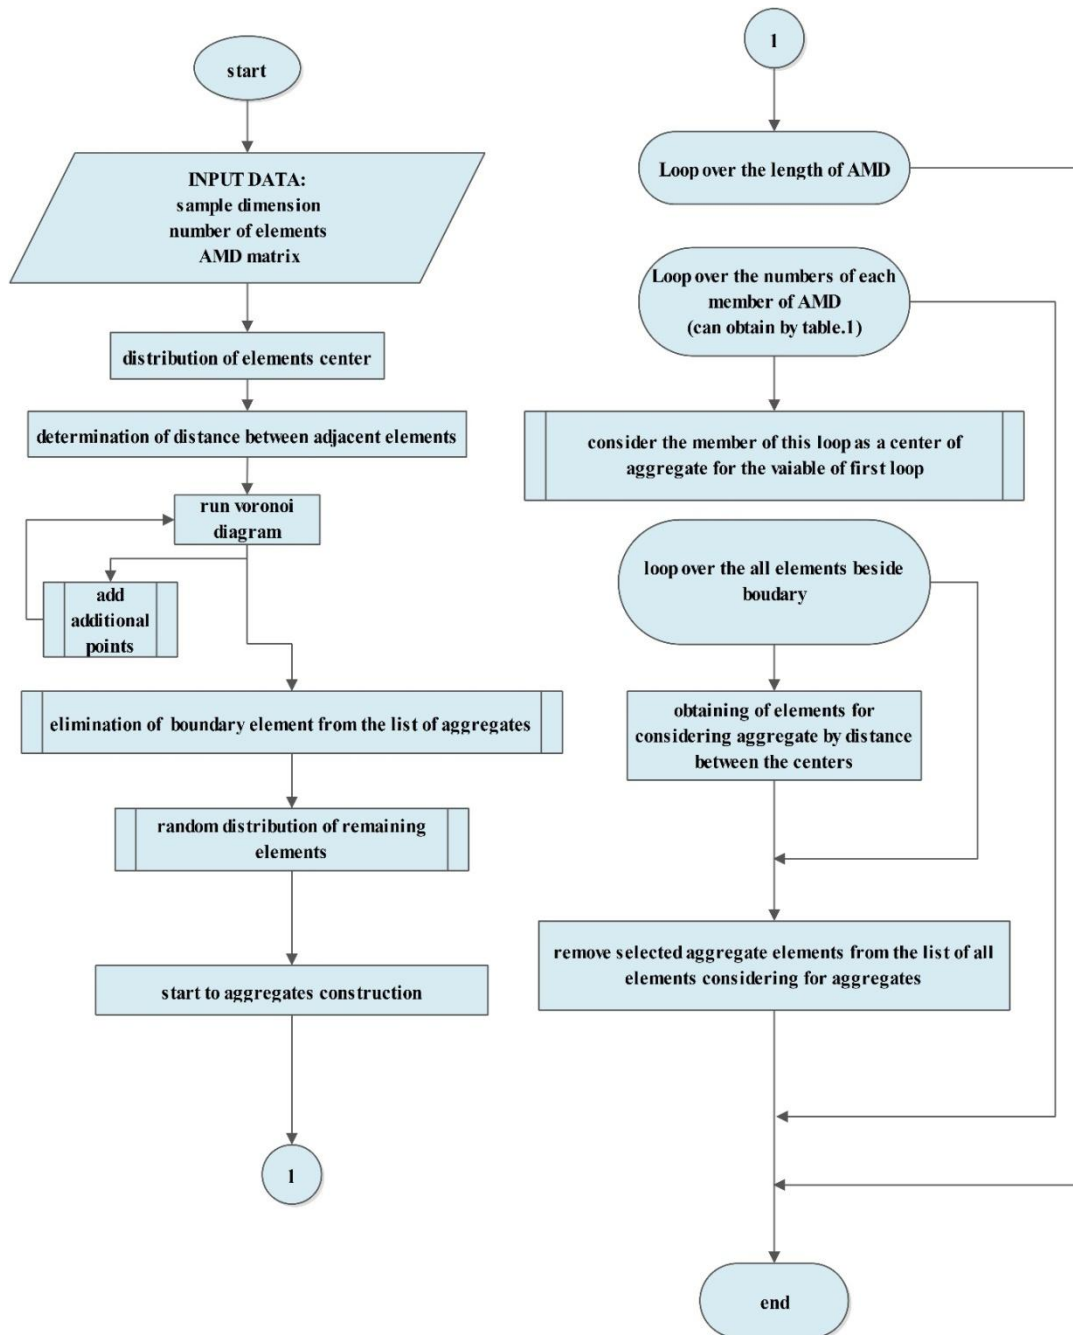 start
INPUT DATA:
sample dimension
number of elements
AMD matrix
distribution of elements center
determination of distance between adjacent elements
run voronoi
diagram
add
additional
points
elimination of boundary element from the list of aggregates
random distribution of remaining
elements
start to aggregates construction
1
1
Loop over the length of AMD
Loop over the numbers of each
member of AMD
(can obtain by table.1)
consider the member of this loop as a center of
aggregate for the vaiable of first loop
loop over the all elements beside
boudary
obtaining of elements for
considering aggregate by distance
between the centers
remove selected aggregate elements from the list of all
elements considering for aggregates
end